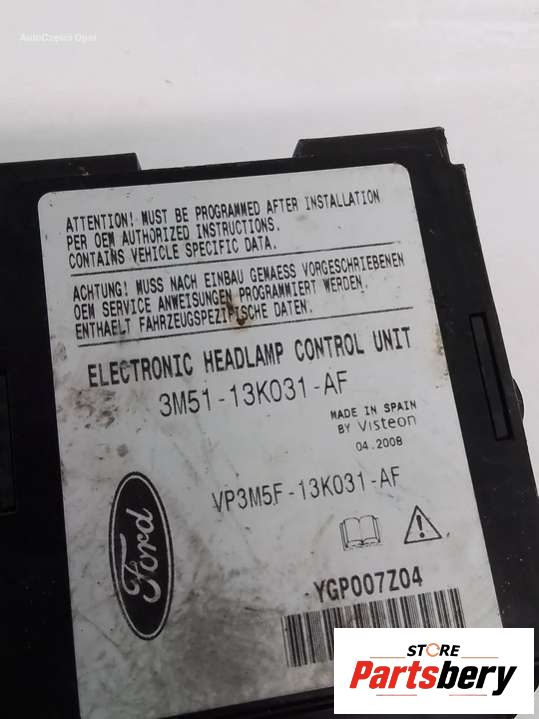 AutoCzęści Opel
ATTENTION! MUST BE PROGRAMMED AFTER INSTALLATION
PER OEM AUTHORIZED INSTRUCTIONS.
CONTAINS VEHICLE SPECIFIC DATA.
ACHTUNG! MUSS NACH EINBAU GEMAESS VORGESCHRIEBENEN
OEM SERVICE ANWEISUNGEN PROGRAMMIERT WERDEN.
ENTHAELT FAHRZEUGSPEZIFISCHE DATEN.
ELECTRONIC HEADLAMP CONTROL UNIT
3M51-13K031-AF
MADE IN SPAIN
BY Visteon
04.2008
VP3M5F-13K031-AF
Ford
YGP007Z04
STORE
Partsbery